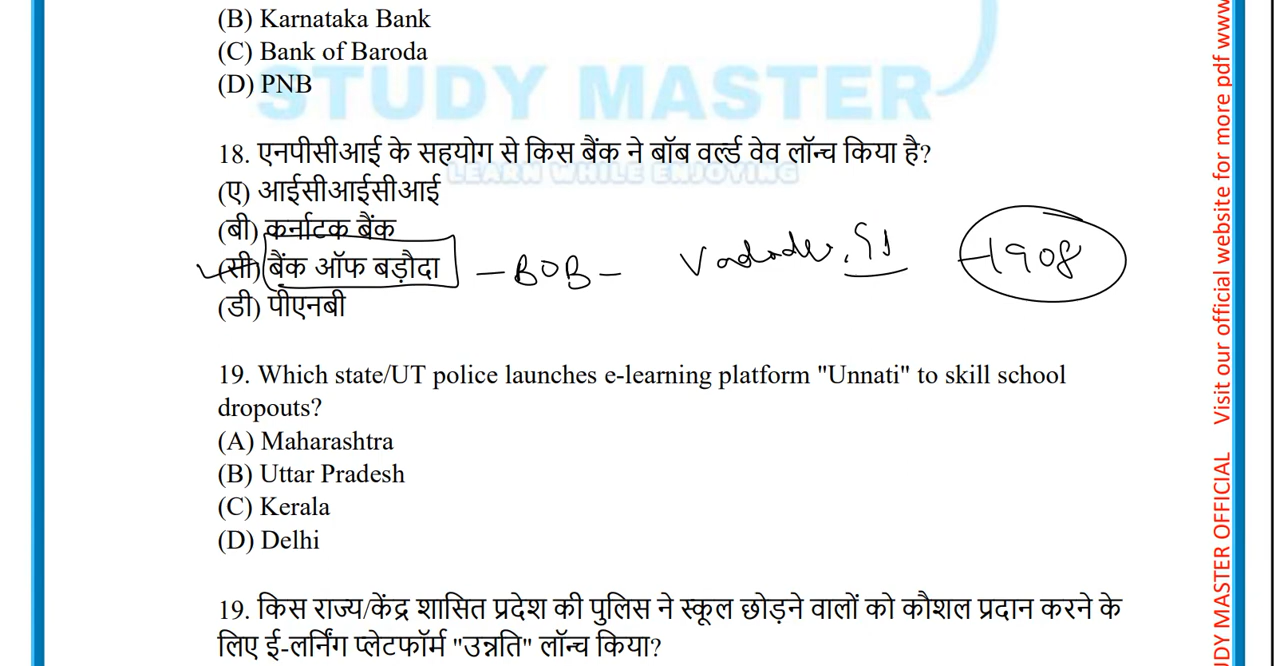 (B) Karnataka Bank
(C) Bank of Baroda
(D) PNB
STUDY MASTER
LEARN WHILE ENJOYING
18. एनपीसीआई के सहयोग से किस बैंक ने बॉब वर्ल्ड वेव लॉन्च किया है?
(ए) आईसीआईसीआई
(बी) कर्नाटक बैंक
(सी) बैंक ऑफ बड़ौदा – BOB –
– 1908
(डी) पीएनबी
19. Which state/UT police launches e-learning platform "Unnati" to skill school
dropouts?
(A) Maharashtra
(B) Uttar Pradesh
(C) Kerala
(D) Delhi
19. किस राज्य/केंद्र शासित प्रदेश की पुलिस ने स्कूल छोड़ने वालों को कौशल प्रदान करने के
लिए ई-लर्निंग प्लेटफॉर्म "उन्नति" लॉन्च किया?
UDY MASTER OFFICIAL Visit our official website for more pdf www